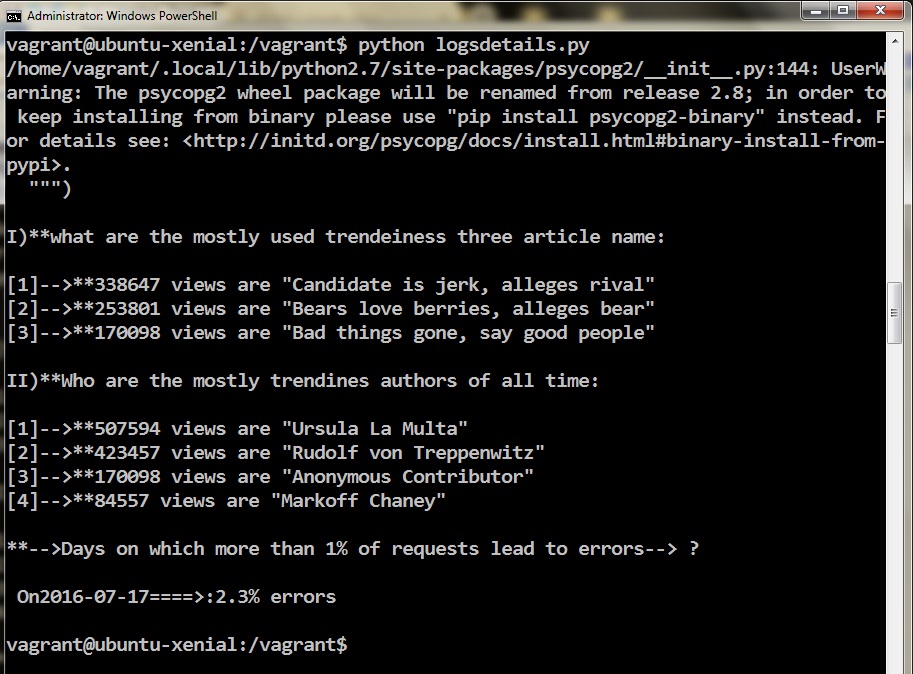 Administrator: Windows PowerShell
vagrant@ubuntu-xenial:/vagrant$ python logsdetails.py
/home/vagrant/.local/lib/python2.7/site-packages/psycopg2/__init__.py:144: UserW
arning: The psycopg2 wheel package will be renamed from release 2.8; in order to
 keep installing from binary please use "pip install psycopg2-binary" instead. F
or details see: <http://initd.org/psycopg/docs/install.html#binary-install-from-
pypi>.
  """)
I)**what are the mostly used trendeiness three article name:
[1]-->**338647 views are "Candidate is jerk, alleges rival"
[2]-->**253801 views are "Bears love berries, alleges bear"
[3]-->**170098 views are "Bad things gone, say good people"
II)**Who are the mostly trendines authors of all time:
[1]-->**507594 views are "Ursula La Multa"
[2]-->**423457 views are "Rudolf von Treppenwitz"
[3]-->**170098 views are "Anonymous Contributor"
[4]-->**84557 views are "Markoff Chaney"
**-->Days on which more than 1% of requests lead to errors--> ?
 On2016-07-17====>:2.3% errors
vagrant@ubuntu-xenial:/vagrant$